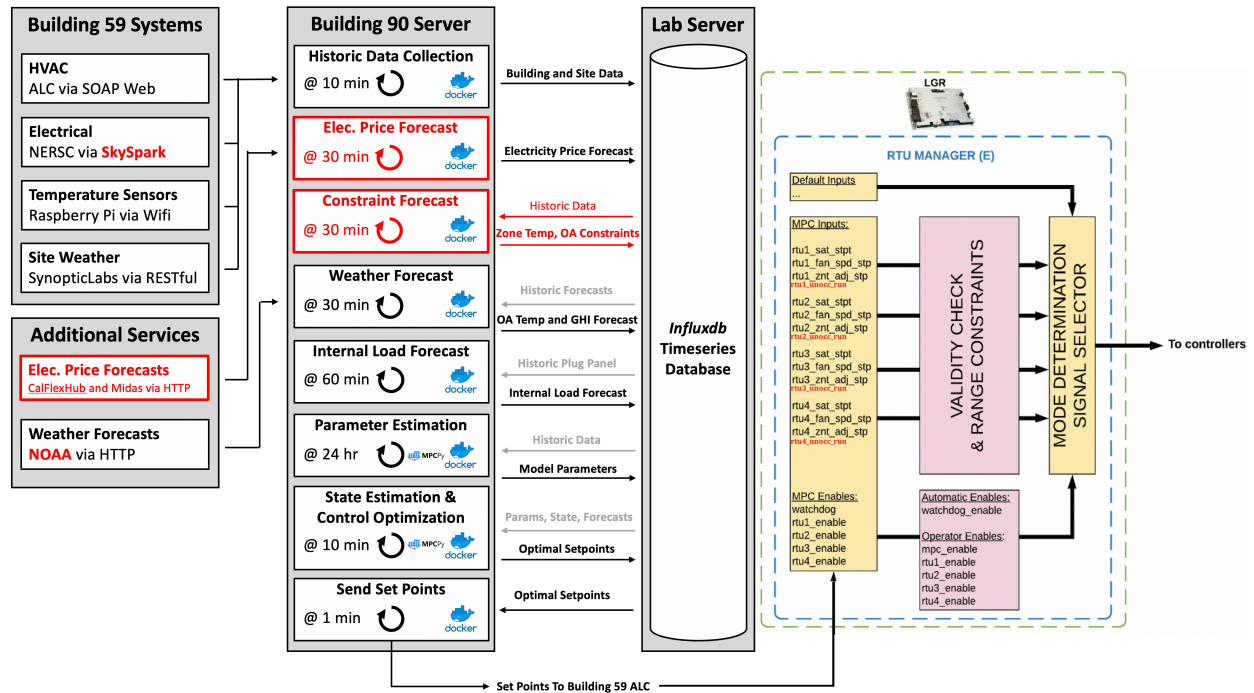 Building 59 Systems
HVAC
ALC via SOAP Web
Electrical
NERSC via SkySpark
Temperature Sensors
Raspberry Pi via Wifi
Site Weather
SynopticLabs via RESTful
Additional Services
Elec. Price Forecasts
CalFlexHub and Midas via HTTP
Weather Forecasts
NOAA via HTTP
Building 90 Server
Historic Data Collection
@ 10 min
docker
Elec. Price Forecast
@ 30 min
docker
Constraint Forecast
@ 30 min
docker
Weather Forecast
@ 30 min
docker
Internal Load Forecast
@ 60 min
docker
Parameter Estimation
@ 24 hr
MPCPy
docker
State Estimation &
Control Optimization
@ 10 min
MPCPy
docker
Send Set Points
@ 1 min
docker
Building and Site Data
Electricity Price Forecast
Historic Data
Zone Temp, OA Constraints
Historic Forecasts
OA Temp and GHI Forecast
Historic Plug Panel
Internal Load Forecast
Historic Data
Model Parameters
Params, State, Forecasts
Optimal Setpoints
Optimal Setpoints
Set Points To Building 59 ALC
Lab Server
Influxdb
Timeseries
Database
LGR
RTU MANAGER (E)
Default Inputs
...
MPC Inputs:
rtu1_sat_stpt
rtu1_fan_spd_stp
rtu1_znt_adj_stp
rtu1_unocc_run
rtu2_sat_stpt
rtu2_fan_spd_stp
rtu2_znt_adj_stp
rtu2_unocc_run
rtu3_sat_stpt
rtu3_fan_spd_stp
rtu3_znt_adj_stp
rtu3_unocc_run
rtu4_sat_stpt
rtu4_fan_spd_stp
rtu4_znt_adj_stp
rtu4_unocc_run
MPC Enables:
watchdog
rtu1_enable
rtu2_enable
rtu3_enable
rtu4_enable
VALIDITY CHECK
& RANGE CONSTRAINTS
Automatic Enables:
watchdog_enable
Operator Enables:
mpc_enable
rtu1_enable
rtu2_enable
rtu3_enable
rtu4_enable
MODE DETERMINATION
SIGNAL SELECTOR
To controllers